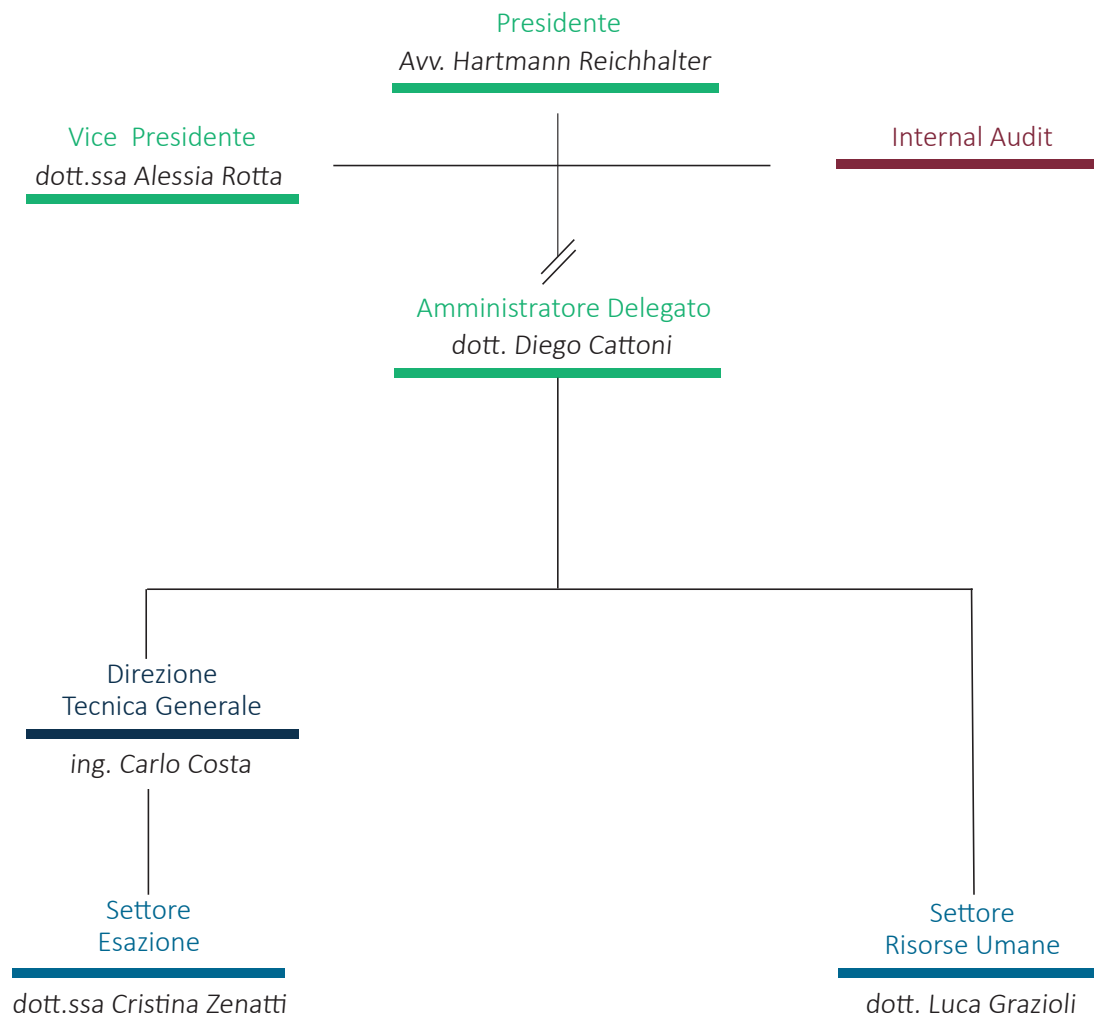 Presidente
Avv. Hartmann Reichhalter
Vice Presidente
dott.ssa Alessia Rotta
Internal Audit
Amministratore Delegato
dott. Diego Cattoni
Direzione
Tecnica Generale
ing. Carlo Costa
Settore
Esazione
dott.ssa Cristina Zenatti
Settore
Risorse Umane
dott. Luca Grazioli